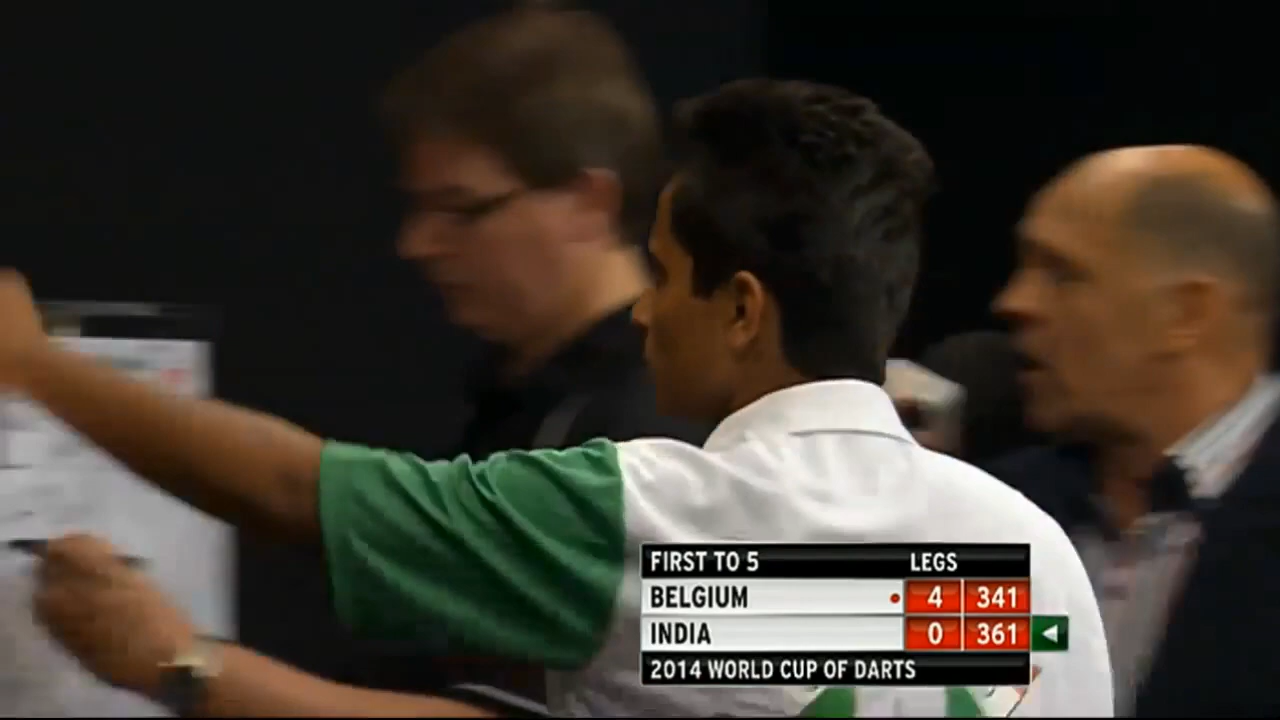 FIRST TO 5 LEGS
BELGIUM 4 341
INDIA 0 361
2014 WORLD CUP OF DARTS